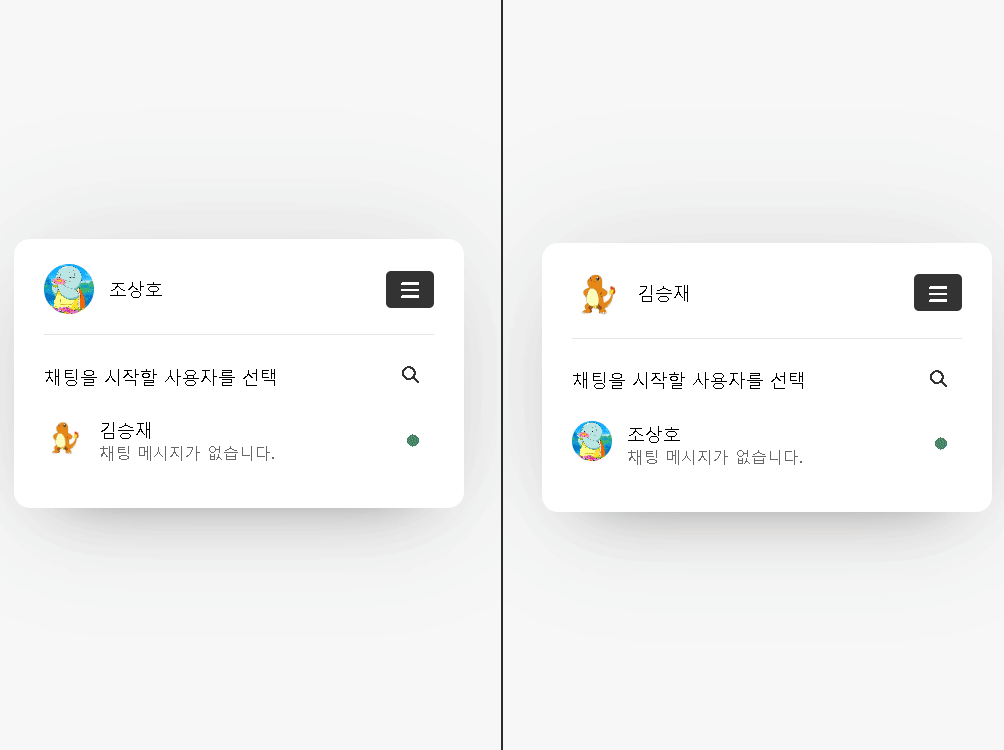 조상호
채팅을 시작할 사용자를 선택
김승재
채팅 메시지가 없습니다.
김승재
채팅을 시작할 사용자를 선택
조상호
채팅 메시지가 없습니다.